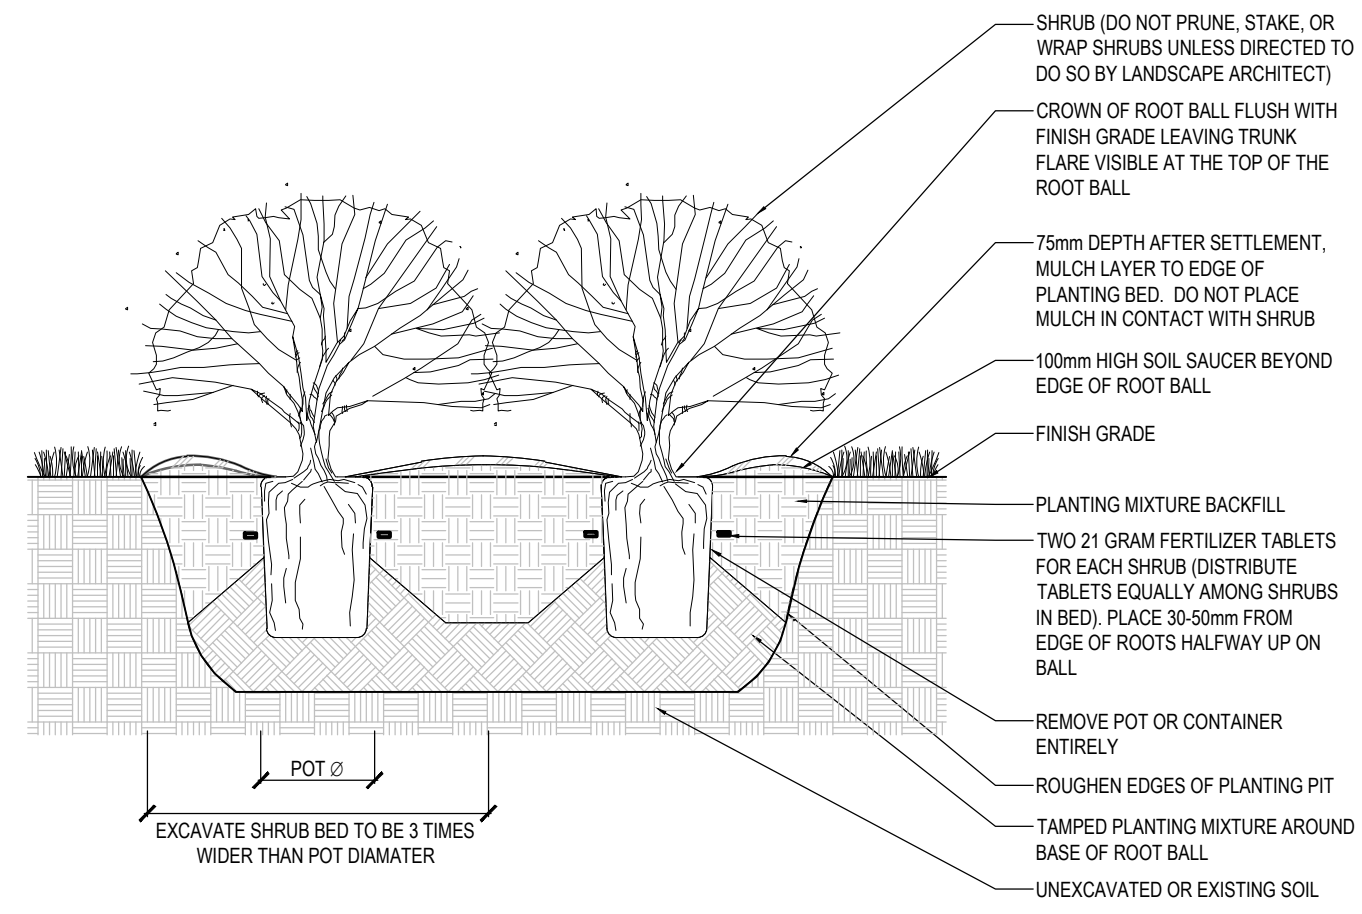 SHRUB (DO NOT PRUNE, STAKE, OR
WRAP SHRUBS UNLESS DIRECTED TO
DO SO BY LANDSCAPE ARCHITECT)
CROWN OF ROOT BALL FLUSH WITH
FINISH GRADE LEAVING TRUNK
FLARE VISIBLE AT THE TOP OF THE
ROOT BALL
75mm DEPTH AFTER SETTLEMENT,
MULCH LAYER TO EDGE OF
PLANTING BED. DO NOT PLACE
MULCH IN CONTACT WITH SHRUB
100mm HIGH SOIL SAUCER BEYOND
EDGE OF ROOT BALL
FINISH GRADE
PLANTING MIXTURE BACKFILL
TWO 21 GRAM FERTILIZER TABLETS
FOR EACH SHRUB (DISTRIBUTE
TABLETS EQUALLY AMONG SHRUBS
IN BED). PLACE 30-50mm FROM
EDGE OF ROOTS HALFWAY UP ON
BALL
REMOVE POT OR CONTAINER
ENTIRELY
ROUGHEN EDGES OF PLANTING PIT
TAMPED PLANTING MIXTURE AROUND
BASE OF ROOT BALL
UNEXCAVATED OR EXISTING SOIL
POT Ø
EXCAVATE SHRUB BED TO BE 3 TIMES
WIDER THAN POT DIAMATER